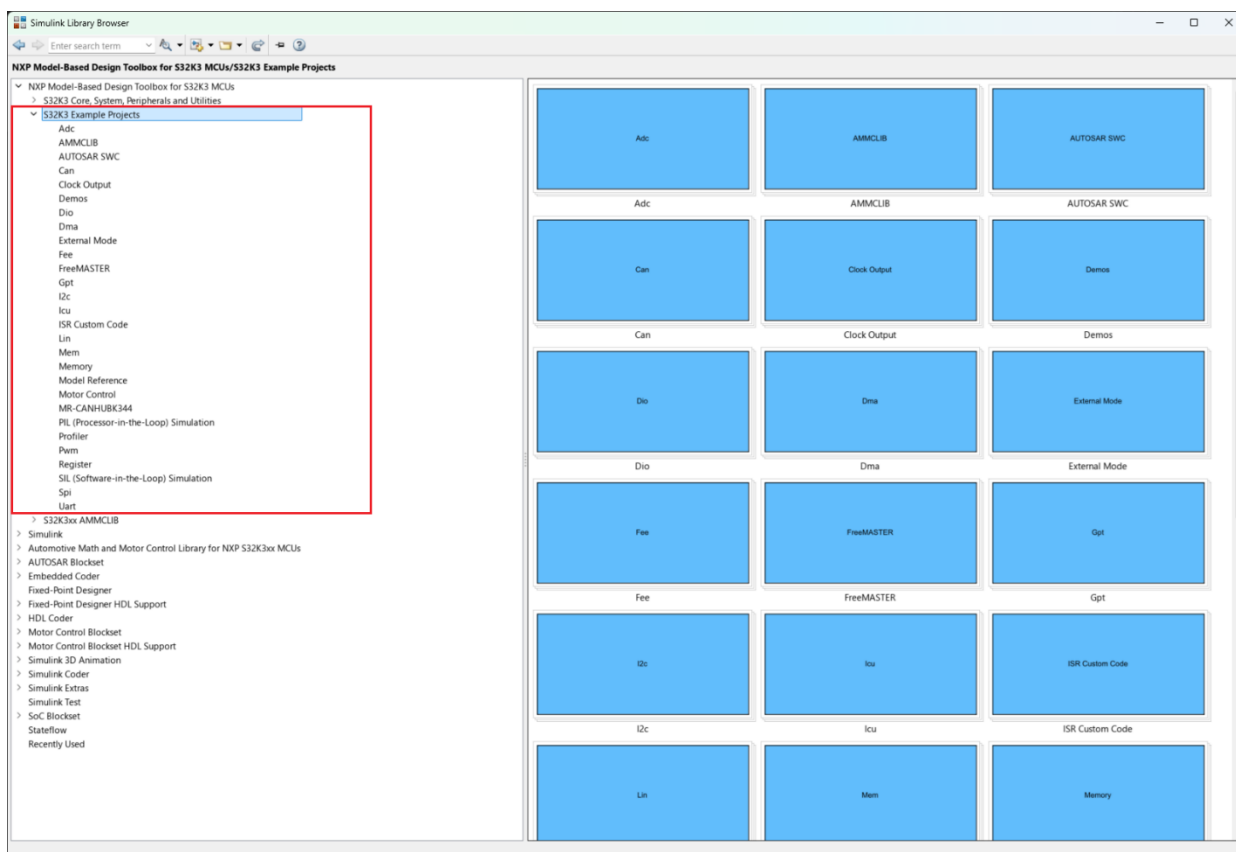 Simulink Library Browser
Enter search term
NXP Model-Based Design Toolbox for S32K3 MCUs/S32K3 Example Projects
NXP Model-Based Design Toolbox for S32K3 MCUs
S32K3 Core, System, Peripherals and Utilities
S32K3 Example Projects
Adc
AMMCLIB
AUTOSAR SWC
Can
Clock Output
Demos
Dio
Dma
External Mode
Fee
FreeMASTER
Gpt
I2c
Icu
ISR Custom Code
Lin
Mem
Memory
Model Reference
Motor Control
MR-CANHUBK344
PIL (Processor-in-the-Loop) Simulation
Profiler
Pwm
Register
SIL (Software-in-the-Loop) Simulation
Spi
Uart
S32K3xx AMMCLIB
Simulink
Automotive Math and Motor Control Library for NXP S32K3xx MCUs
AUTOSAR Blockset
Embedded Coder
Fixed-Point Designer
Fixed-Point Designer HDL Support
HDL Coder
Motor Control Blockset
Motor Control Blockset HDL Support
Simulink 3D Animation
Simulink Coder
Simulink Extras
Simulink Test
SoC Blockset
Stateflow
Recently Used
Adc AMMCLIB AUTOSAR SWC
Adc AMMCLIB AUTOSAR SWC
Can Clock Output Demos
Can Clock Output Demos
Dio Dma External Mode
Dio Dma External Mode
Fee FreeMASTER Gpt
Fee FreeMASTER Gpt
I2c Icu ISR Custom Code
I2c Icu ISR Custom Code
Lin Mem Memory